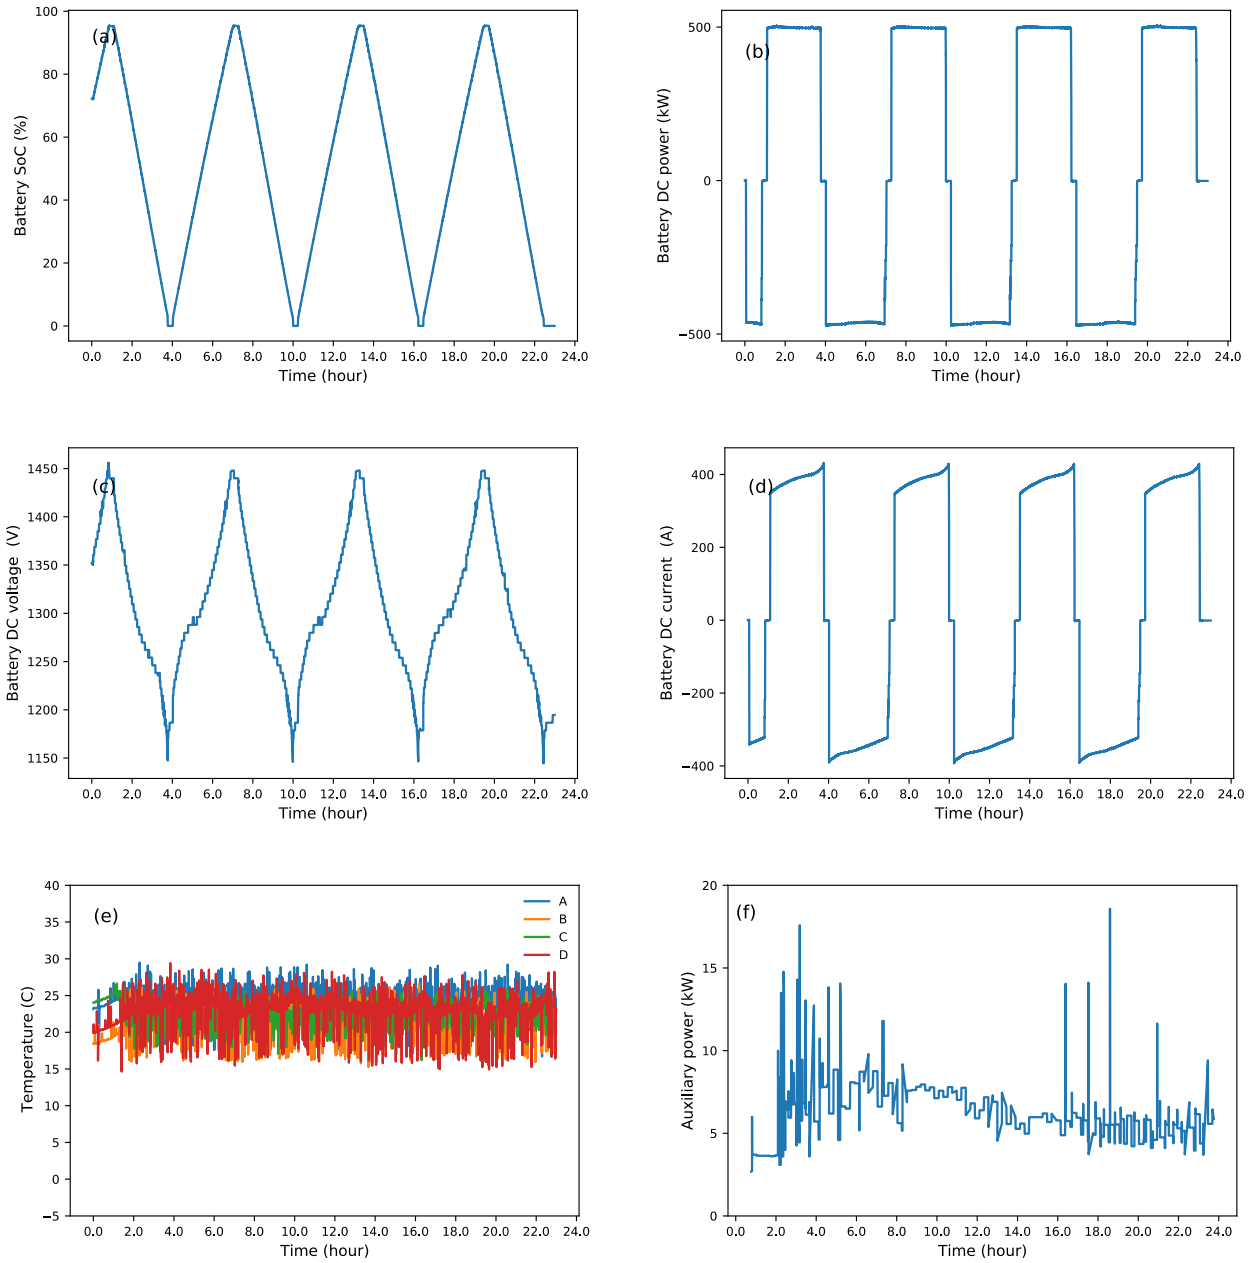 (a)
Battery SoC (%)
100
80
60
40
20
0
0.0 2.0 4.0 6.0 8.0 10.0 12.0 14.0 16.0 18.0 20.0 22.0 24.0
Time (hour)
(b)
Battery DC power (kW)
500
0
−500
0.0 2.0 4.0 6.0 8.0 10.0 12.0 14.0 16.0 18.0 20.0 22.0 24.0
Time (hour)
(c)
Battery DC voltage (V)
1450
1400
1350
1300
1250
1200
1150
0.0 2.0 4.0 6.0 8.0 10.0 12.0 14.0 16.0 18.0 20.0 22.0 24.0
Time (hour)
(d)
Battery DC current (A)
400
200
0
−200
−400
0.0 2.0 4.0 6.0 8.0 10.0 12.0 14.0 16.0 18.0 20.0 22.0 24.0
Time (hour)
(e)
Temperature (C)
40
35
30
25
20
15
10
5
0
−5
A
B
C
D
0.0 2.0 4.0 6.0 8.0 10.0 12.0 14.0 16.0 18.0 20.0 22.0 24.0
Time (hour)
(f)
Auxiliary power (kW)
20
15
10
5
0
0.0 2.0 4.0 6.0 8.0 10.0 12.0 14.0 16.0 18.0 20.0 22.0 24.0
Time (hour)